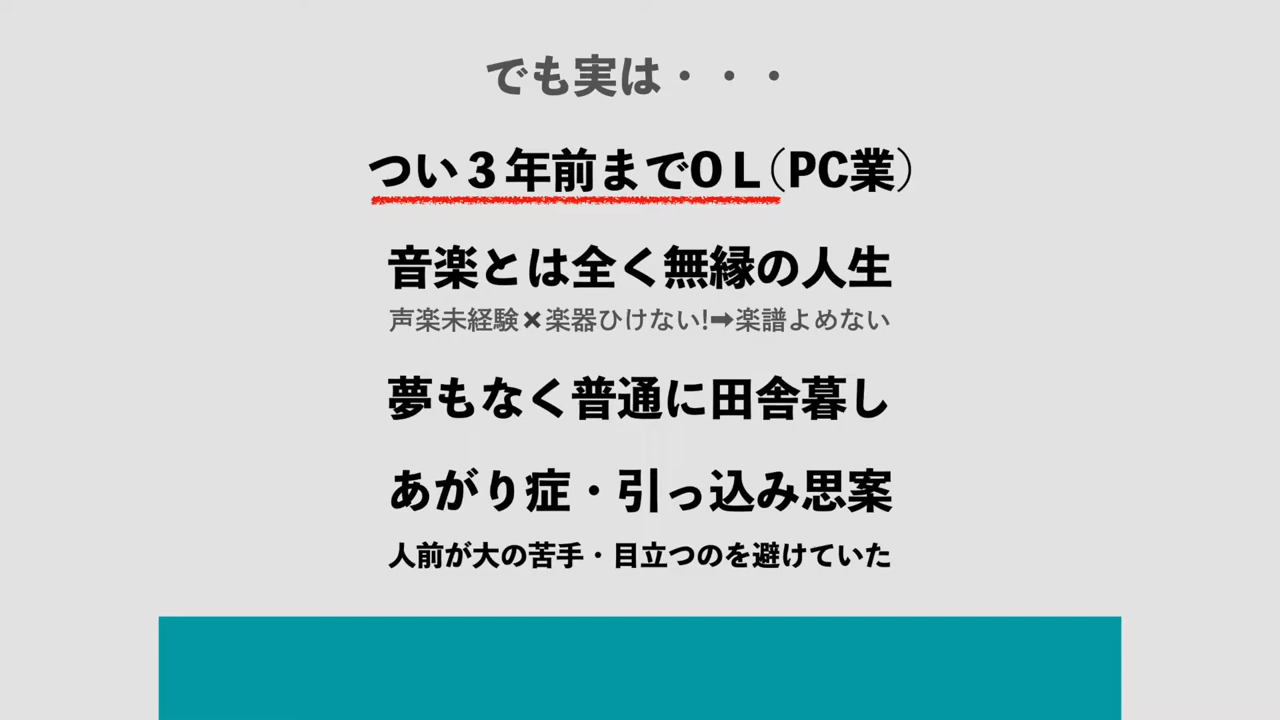 でも実は・・・
つい３年前までＯＬ（PC業）
音楽とは全く無縁の人生
声楽未経験✖楽器ひけない!➡楽譜よめない
夢もなく普通に田舎暮し
あがり症・引っ込み思案
人前が大の苦手・目立つのを避けていた